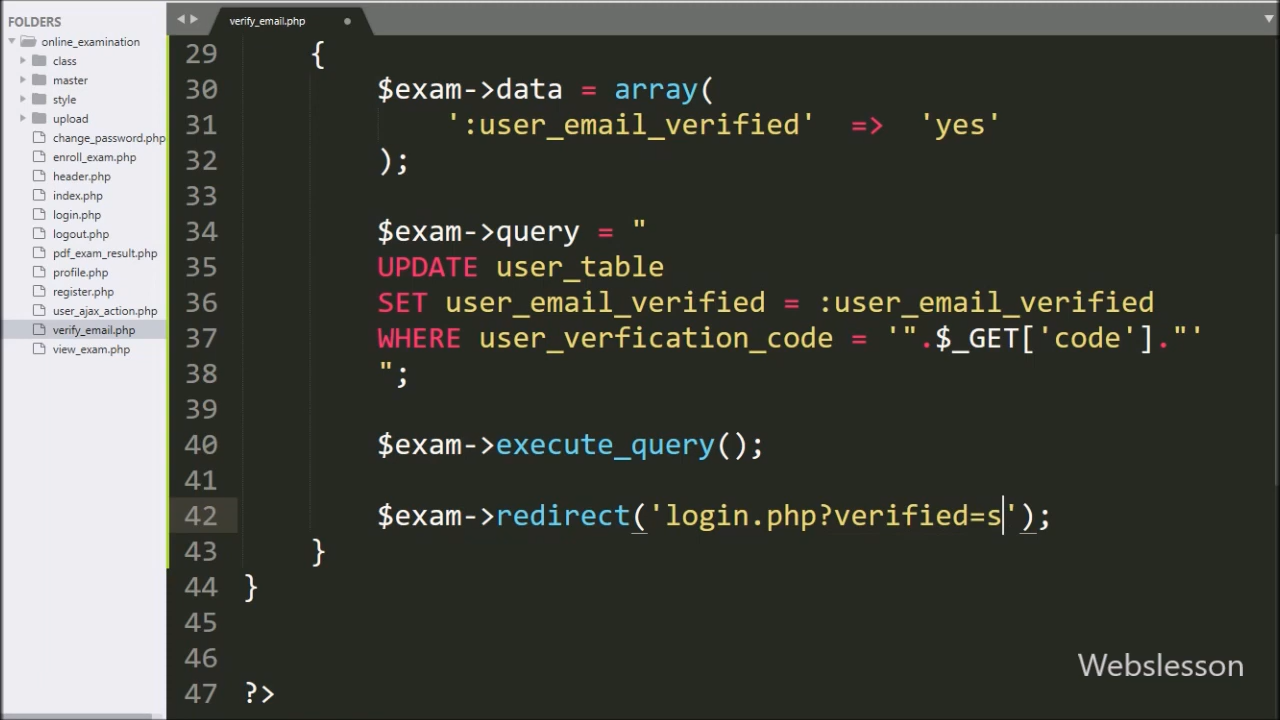 FOLDERS
online_examination
class
master
style
upload
change_password.php
enroll_exam.php
header.php
index.php
login.php
logout.php
pdf_exam_result.php
profile.php
register.php
user_ajax_action.php
verify_email.php
view_exam.php
verify_email.php
29 {
30 $exam->data = array(
31 ':user_email_verified' => 'yes'
32 );
33
34 $exam->query = "
35 UPDATE user_table
36 SET user_email_verified = :user_email_verified
37 WHERE user_verfication_code = '".$_GET['code']."'
38 ";
39
40 $exam->execute_query();
41
42 $exam->redirect('login.php?verified=s');
43 }
44 }
45
46
47 ?>
Webslesson